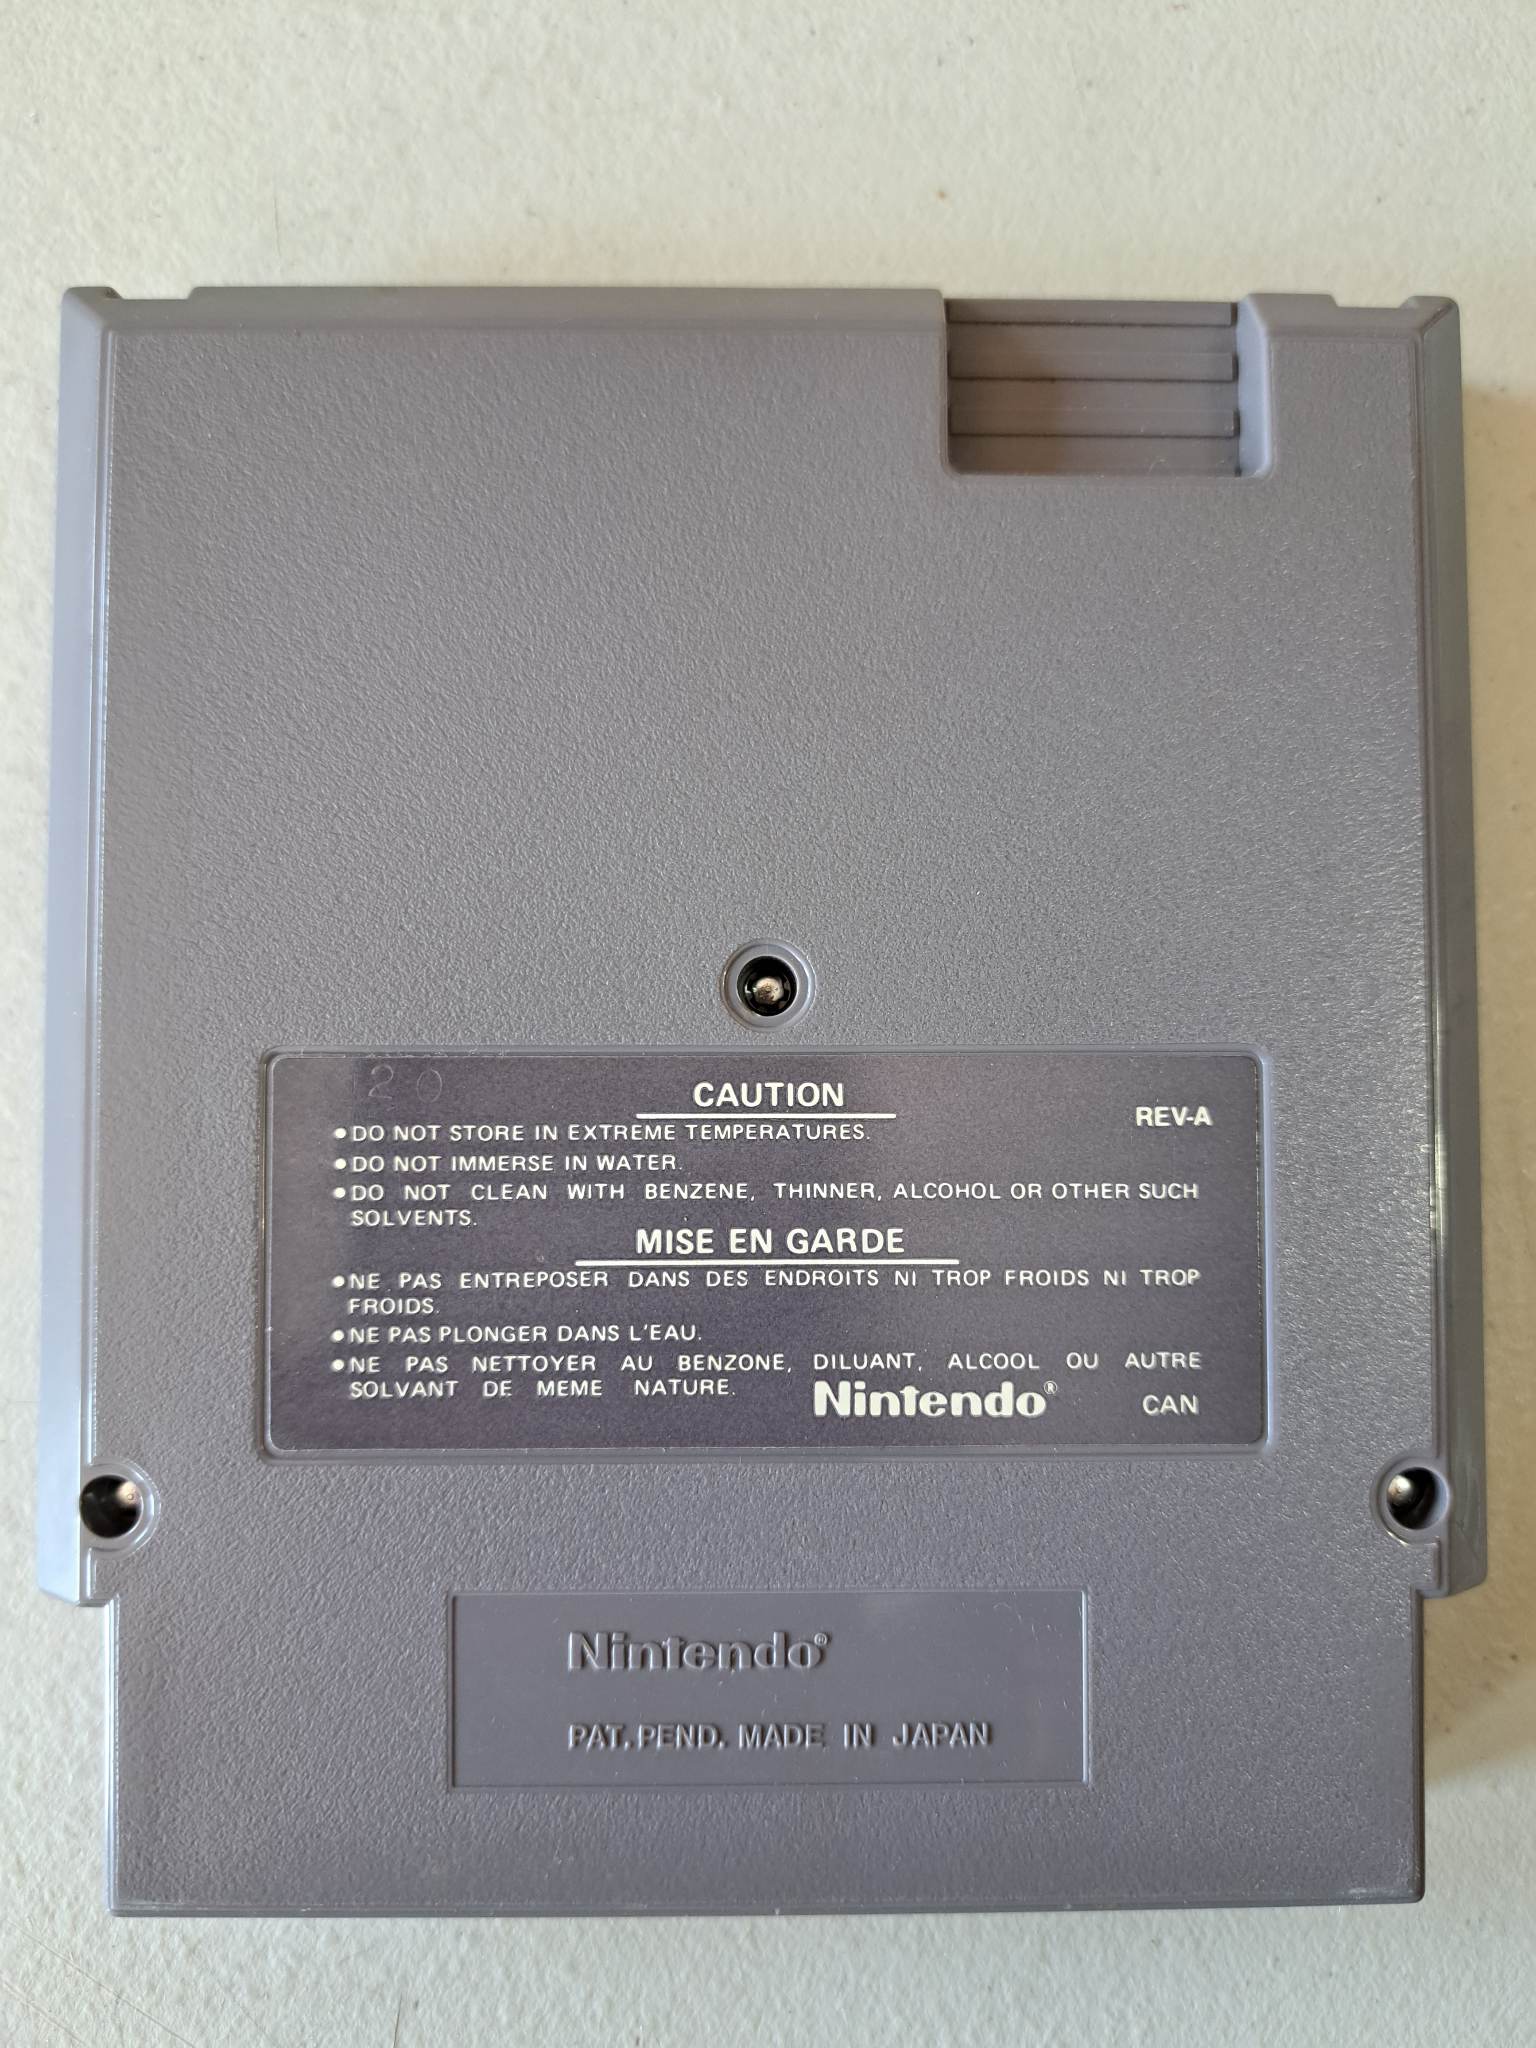 20
CAUTION
REV-A
•DO NOT STORE IN EXTREME TEMPERATURES.
•DO NOT IMMERSE IN WATER.
•DO NOT CLEAN WITH BENZENE, THINNER, ALCOHOL OR OTHER SUCH
SOLVENTS.
MISE EN GARDE
•NE PAS ENTREPOSER DANS DES ENDROITS NI TROP FROIDS NI TROP
FROIDS.
•NE PAS PLONGER DANS L'EAU.
•NE PAS NETTOYER AU BENZONE, DILUANT, ALCOOL OU AUTRE
SOLVANT DE MEME NATURE.
Nintendo®
CAN
Nintendo®
PAT. PEND. MADE IN JAPAN